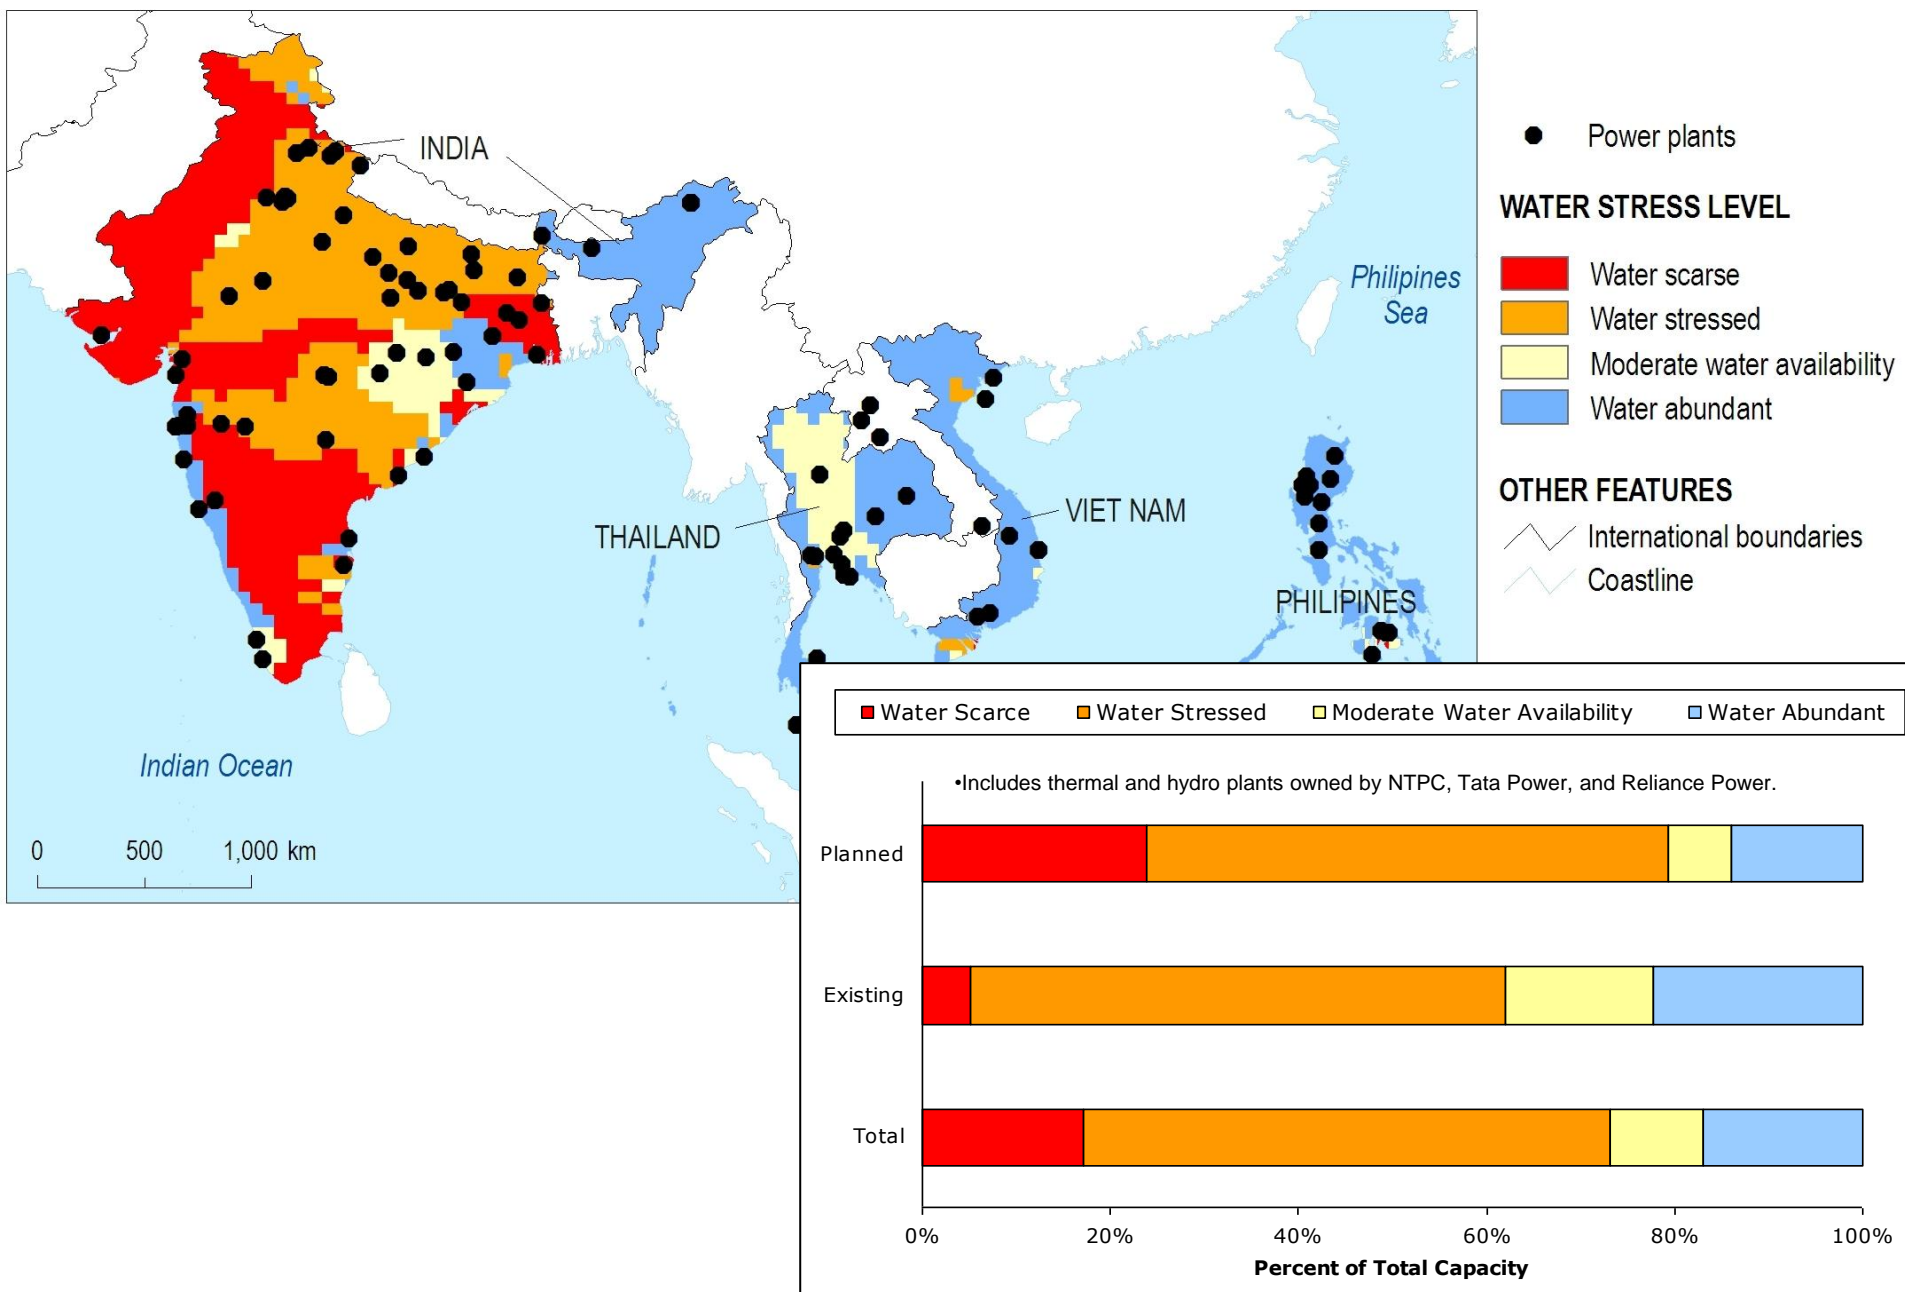 INDIA
THAILAND
VIET NAM
PHILIPINES
Philipines
Sea
Indian Ocean
0 500 1,000 km
Power plants
WATER STRESS LEVEL
Water scarse
Water stressed
Moderate water availability
Water abundant
OTHER FEATURES
International boundaries
Coastline
Water Scarce Water Stressed Moderate Water Availability Water Abundant
•Includes thermal and hydro plants owned by NTPC, Tata Power, and Reliance Power.
Planned
Existing
Total
0% 20% 40% 60% 80% 100%
Percent of Total Capacity